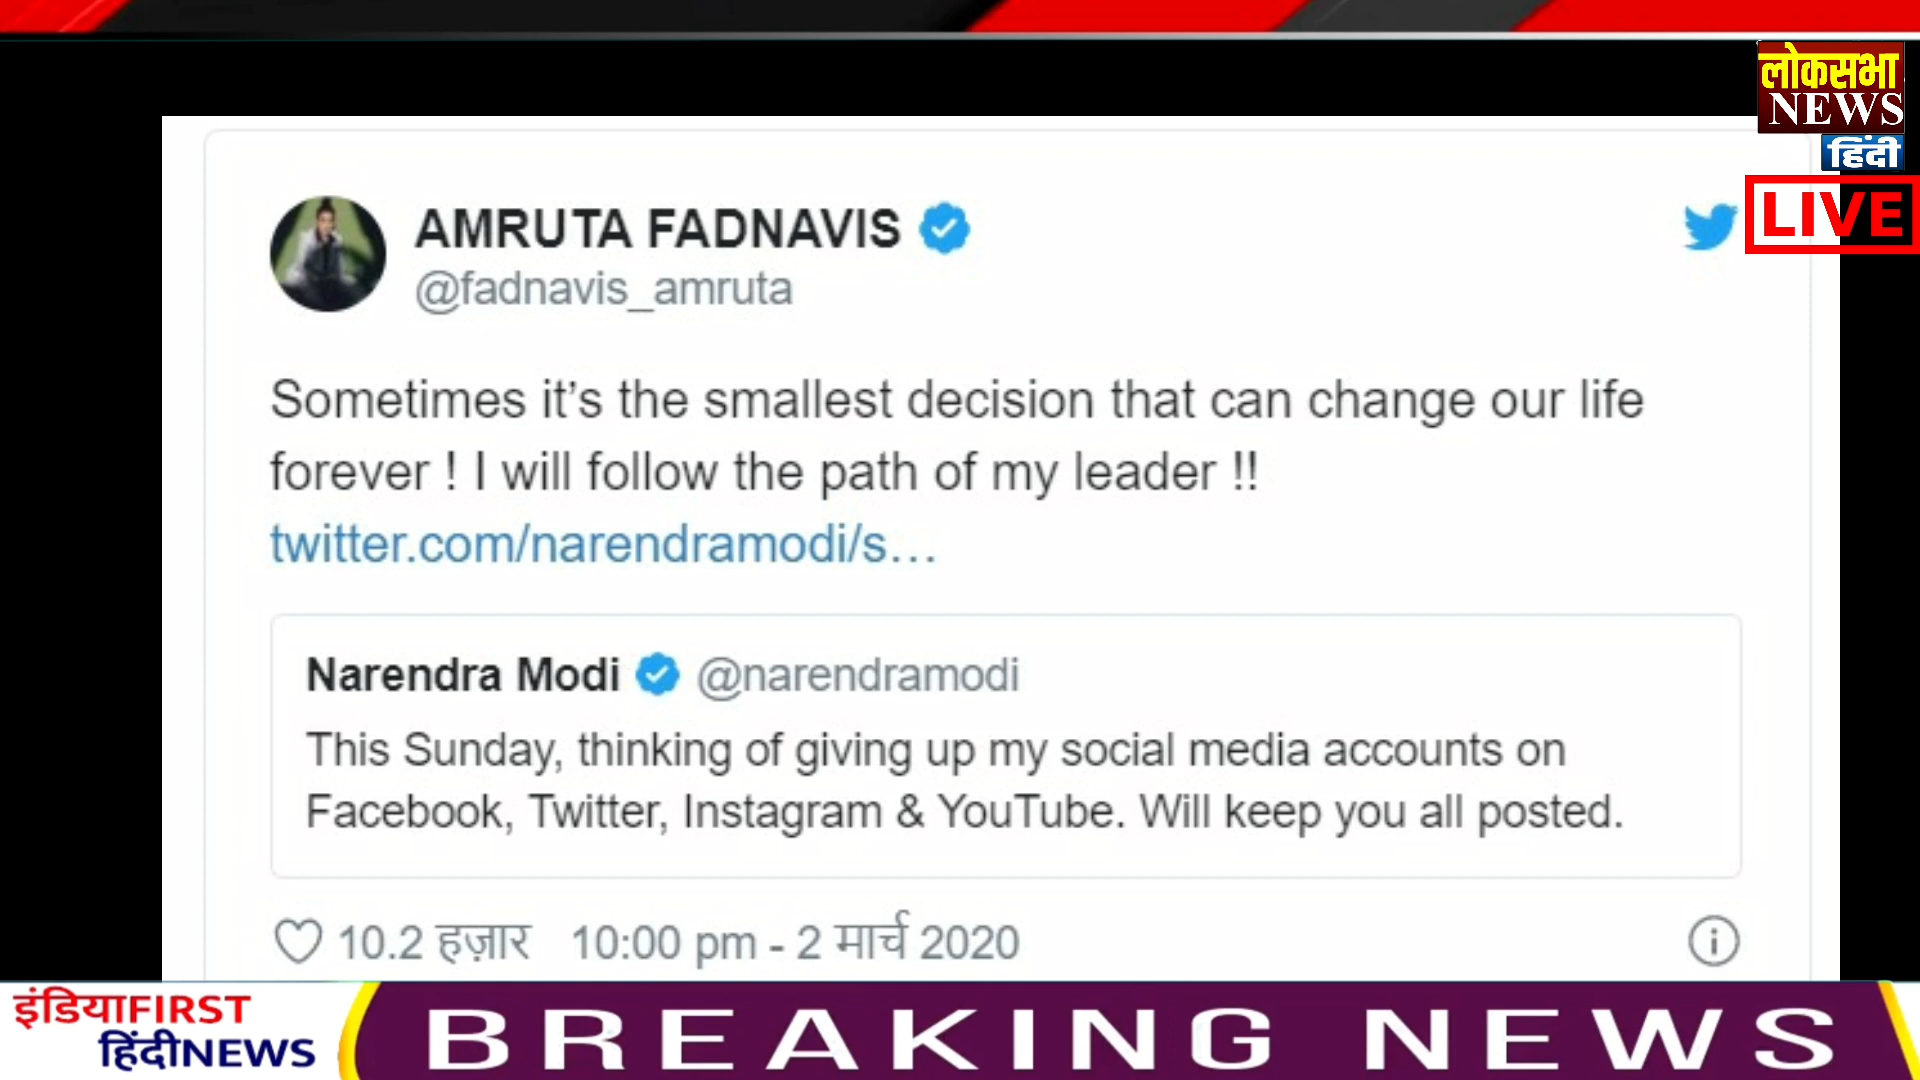 लोकसभा
NEWS
हिंदी
LIVE
AMRUTA FADNAVIS
@fadnavis_amruta
Sometimes it's the smallest decision that can change our life
forever ! I will follow the path of my leader !!
twitter.com/narendramodi/s…
Narendra Modi @narendramodi
This Sunday, thinking of giving up my social media accounts on
Facebook, Twitter, Instagram & YouTube. Will keep you all posted.
10.2 हज़ार 10:00 pm - 2 मार्च 2020
इंडियाFIRST
हिंदीNEWS
BREAKING NEWS